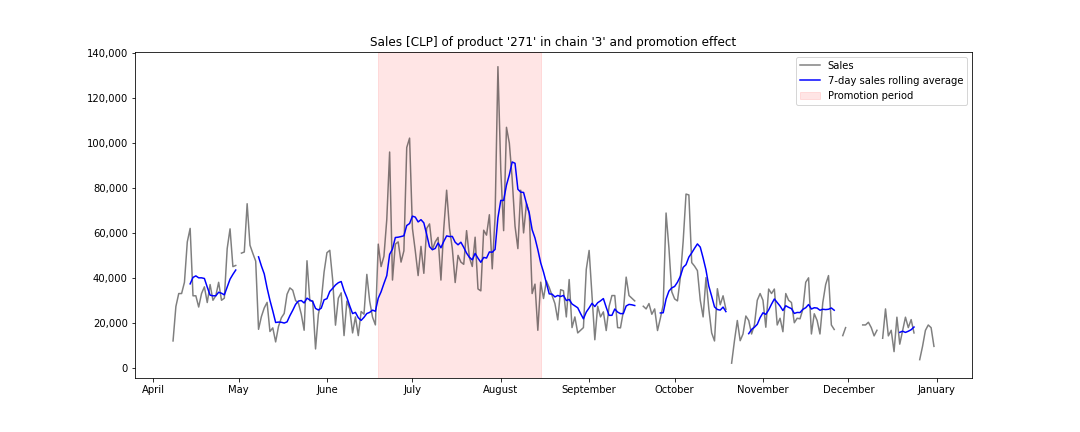 Sales [CLP] of product '271' in chain '3' and promotion effect
140,000
120,000
100,000
80,000
60,000
40,000
20,000
0
Sales
7-day sales rolling average
Promotion period
April May June July August September October November December January